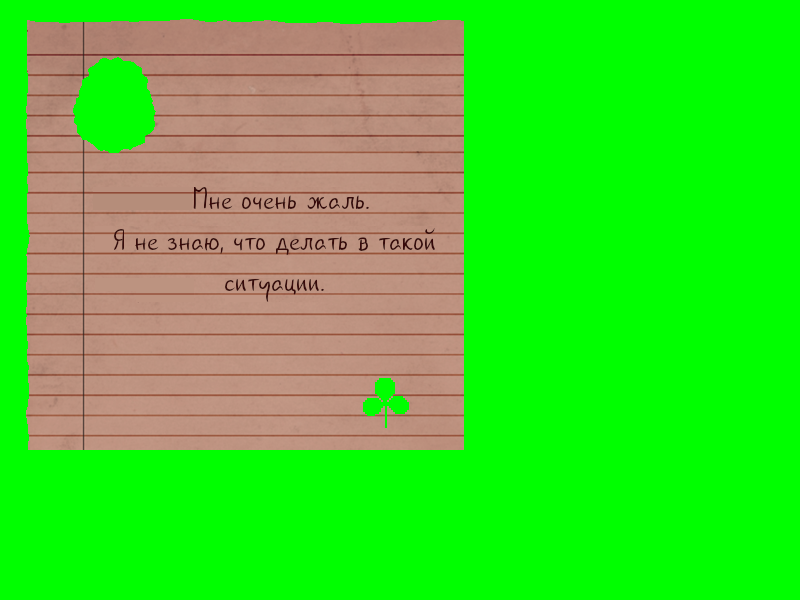 Мне очень жаль.
Я не знаю, что делать в такой
ситуации.